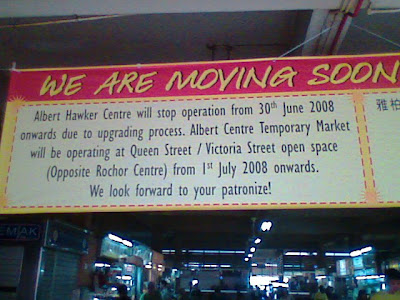 WE ARE MOVING SOON
Albert Hawker Centre will stop operation from 30th June 2008
onwards due to upgrading process. Albert Centre Temporary Market
will be operating at Queen Street / Victoria Street open space
(Opposite Rochor Centre) from 1st July 2008 onwards.
We look forward to your patronize!
雅柏
EMAK